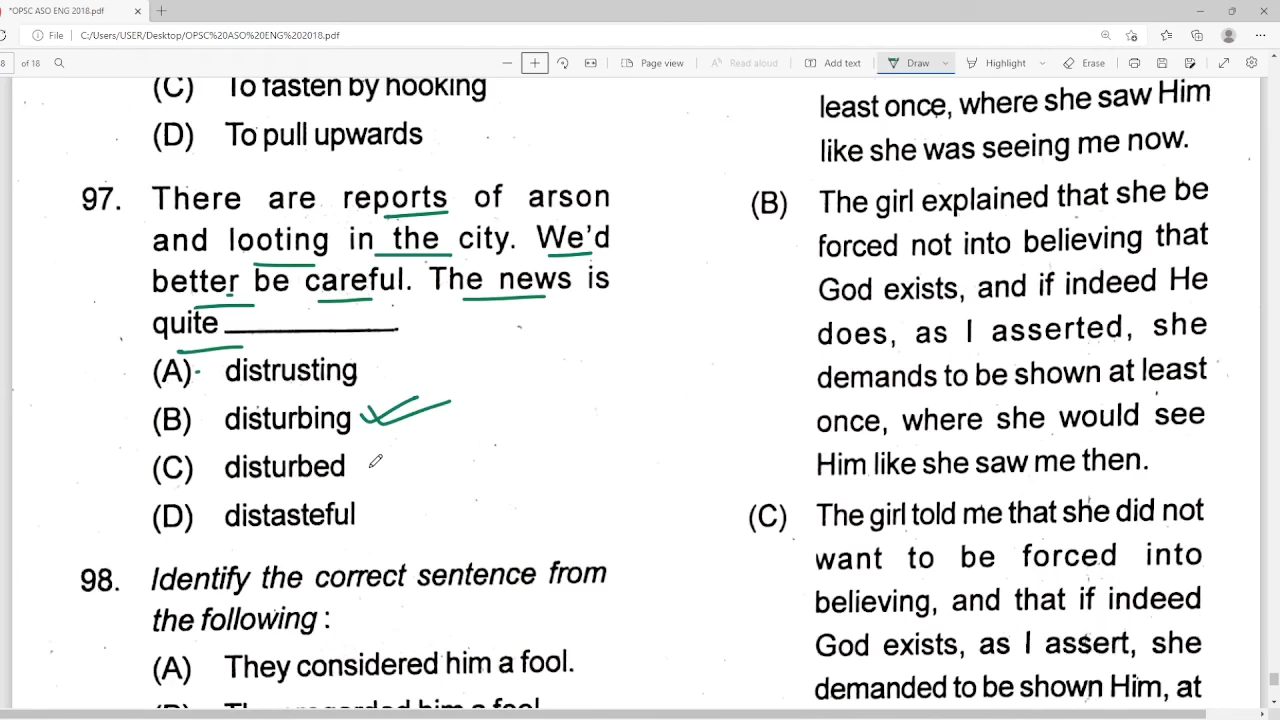 *OPSC ASO ENG 2018.pdf
File C:/Users/USER/Desktop/OPSC%20ASO%20ENG%202018.pdf
8 of 18 Page view Read aloud Add text Draw Highlight Erase
(C) To fasten by hooking
(D) To pull upwards
97. There are reports of arson
and looting in the city. We'd
better be careful. The news is
quite
(A) distrusting
(B) disturbing
(C) disturbed
(D) distasteful
98. Identify the correct sentence from
the following :
(A) They considered him a fool.
least once, where she saw Him
like she was seeing me now.
(B) The girl explained that she be
forced not into believing that
God exists, and if indeed He
does, as I asserted, she
demands to be shown at least
once, where she would see
Him like she saw me then.
(C) The girl told me that she did not
want to be forced into
believing, and that if indeed
God exists, as I assert, she
demanded to be shown Him, at